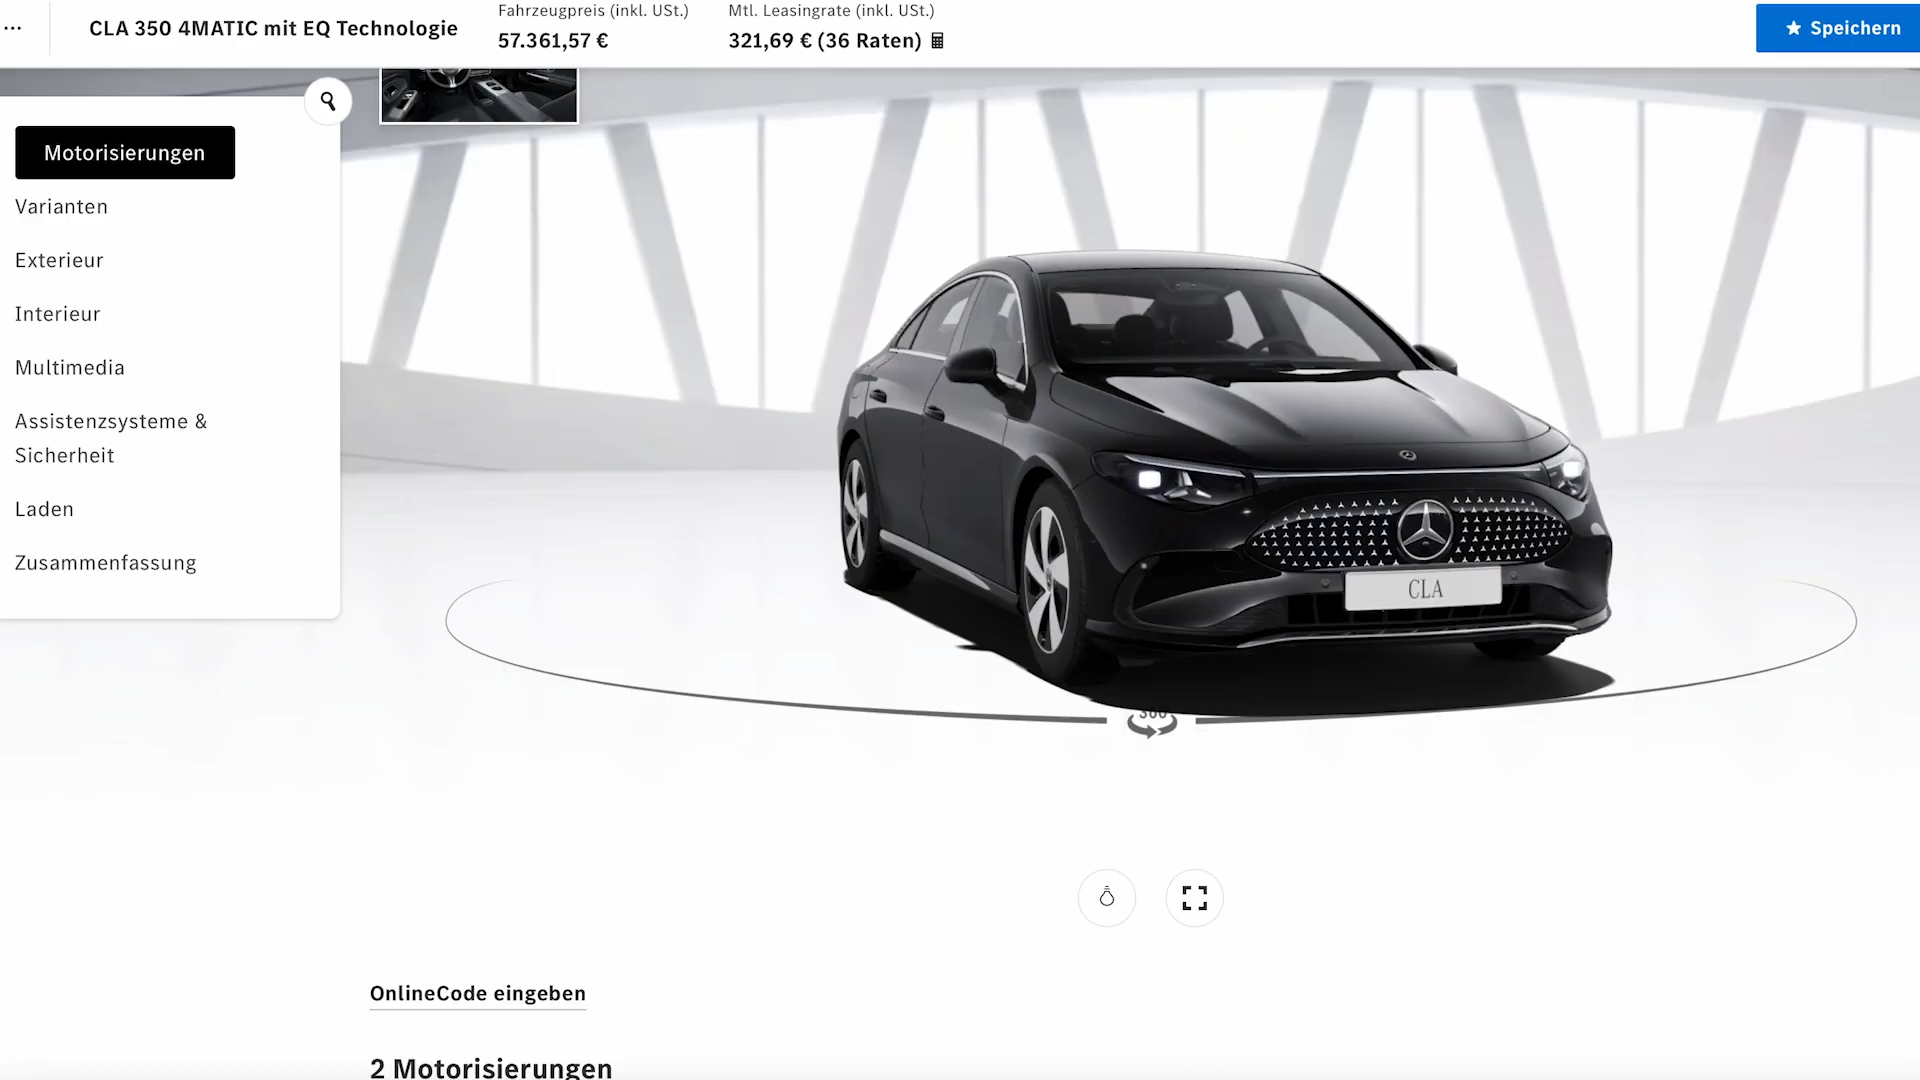 CLA 350 4MATIC mit EQ Technologie
Fahrzeugpreis (inkl. USt.)
57.361,57 €
Mtl. Leasingrate (inkl. USt.)
321,69 € (36 Raten)
Speichern
Motorisierungen
Varianten
Exterieur
Interieur
Multimedia
Assistenzsysteme &
Sicherheit
Laden
Zusammenfassung
CLA
360
OnlineCode eingeben
2 Motorisierungen